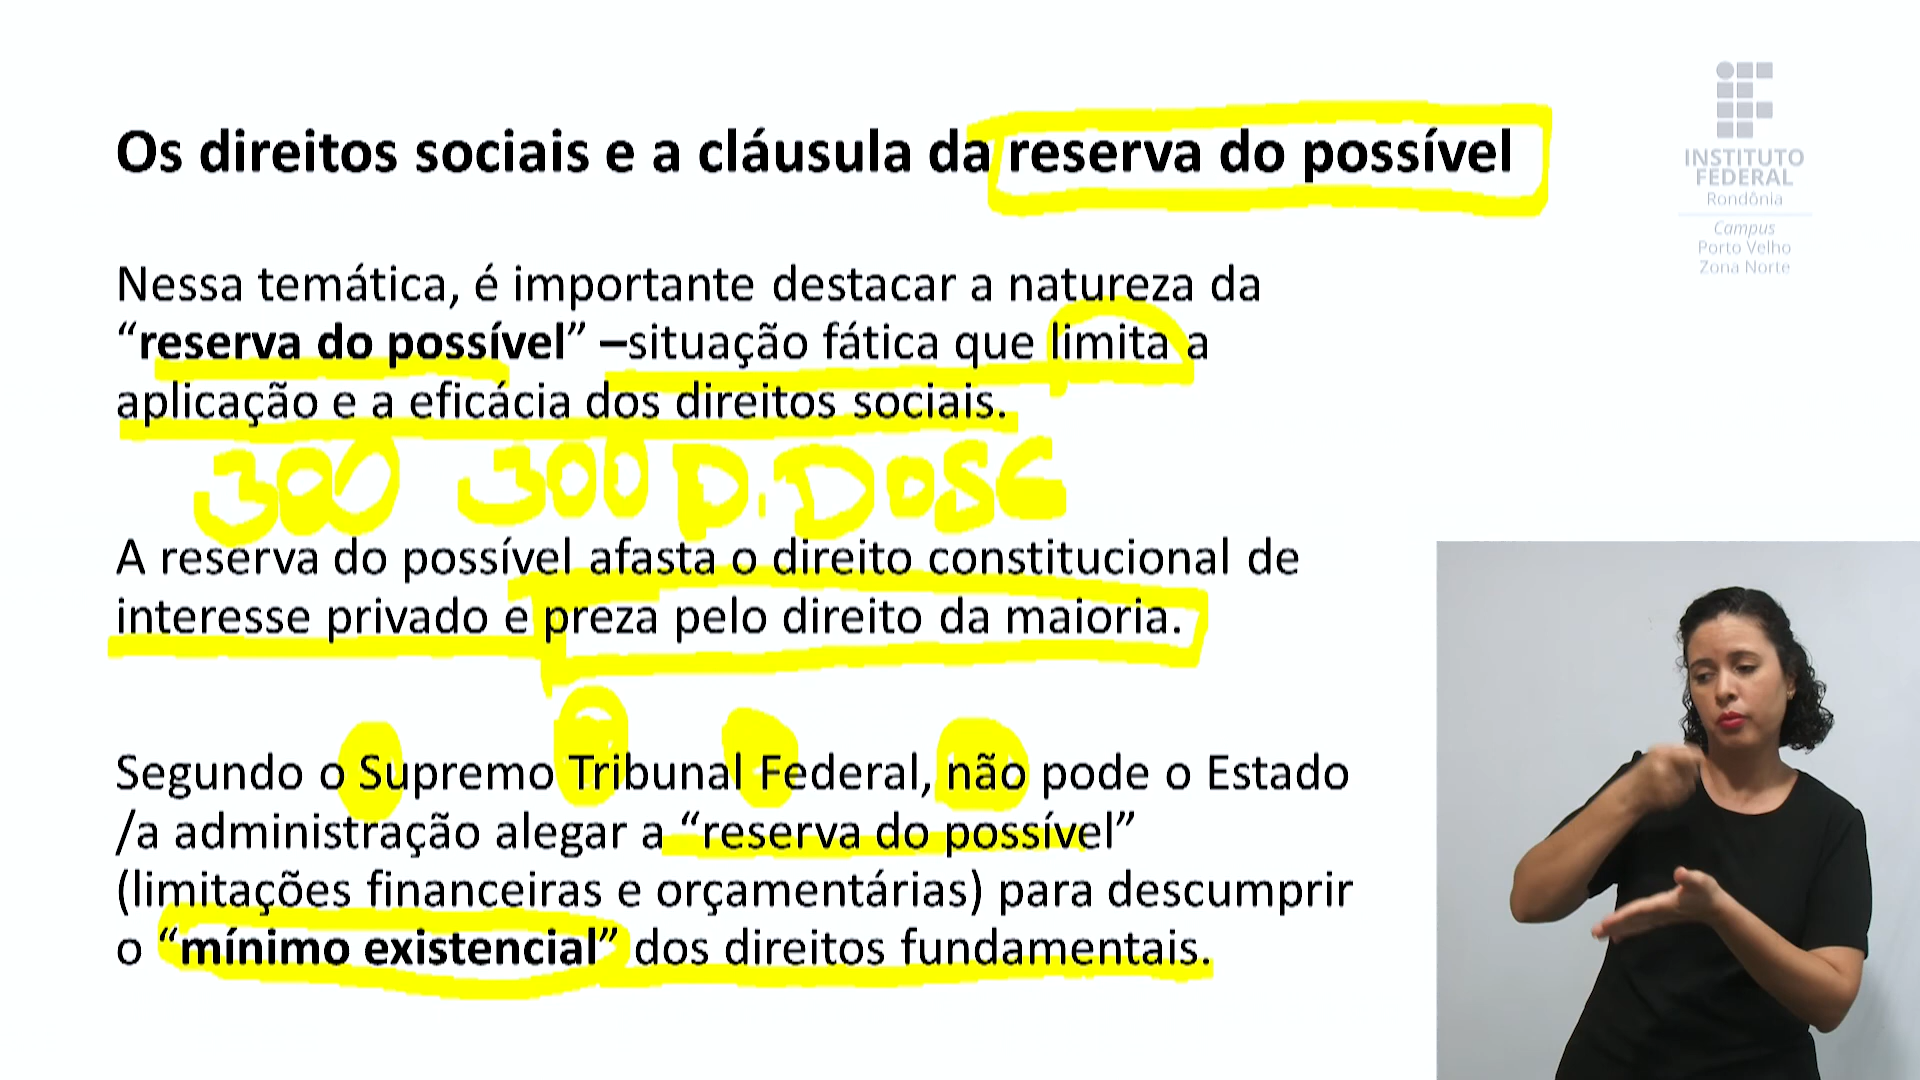 Os direitos sociais e a cláusula da reserva do possível
INSTITUTO
FEDERAL
Rondônia
Campus
Porto Velho
Zona Norte
Nessa temática, é importante destacar a natureza da
“reserva do possível” –situação fática que limita a
aplicação e a eficácia dos direitos sociais.
300 300 D. DOSE
A reserva do possível afasta o direito constitucional de
interesse privado e preza pelo direito da maioria.
Segundo o Supremo Tribunal Federal, não pode o Estado
/a administração alegar a “reserva do possível”
(limitações financeiras e orçamentárias) para descumprir
o “mínimo existencial” dos direitos fundamentais.